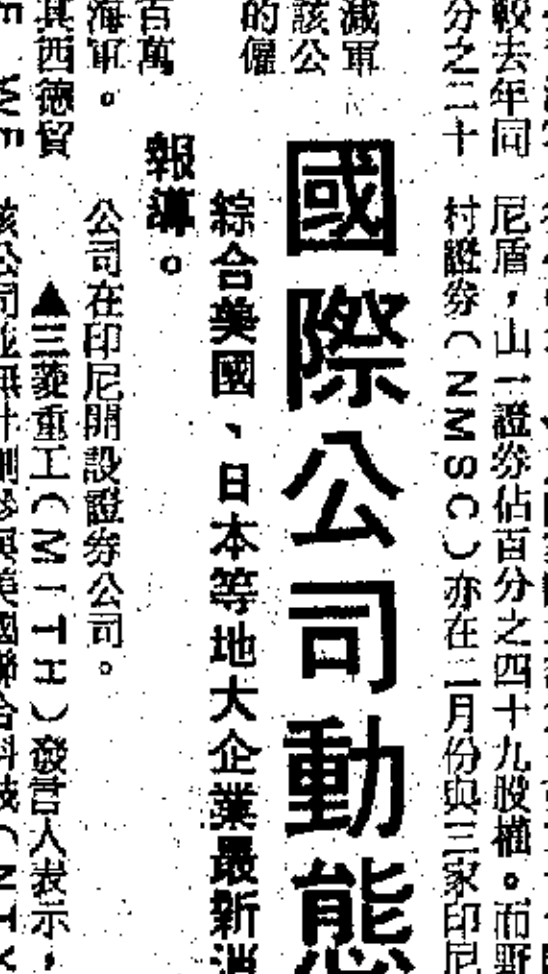 較去年同
分之二十
減軍
該公
的僱
百萬
海軍。
其西德貿
尼盾，山一證券佔百分之四十九股權。而野
村證券（NMSC）亦在二月份與三家印尼
國際公司動態
綜合美國、日本等地大企業最新消
報導。
公司在印尼開設證券公司。
▲三菱重工（MITH）發言人表示，
該公司並無計劃參與美國聯合科技（